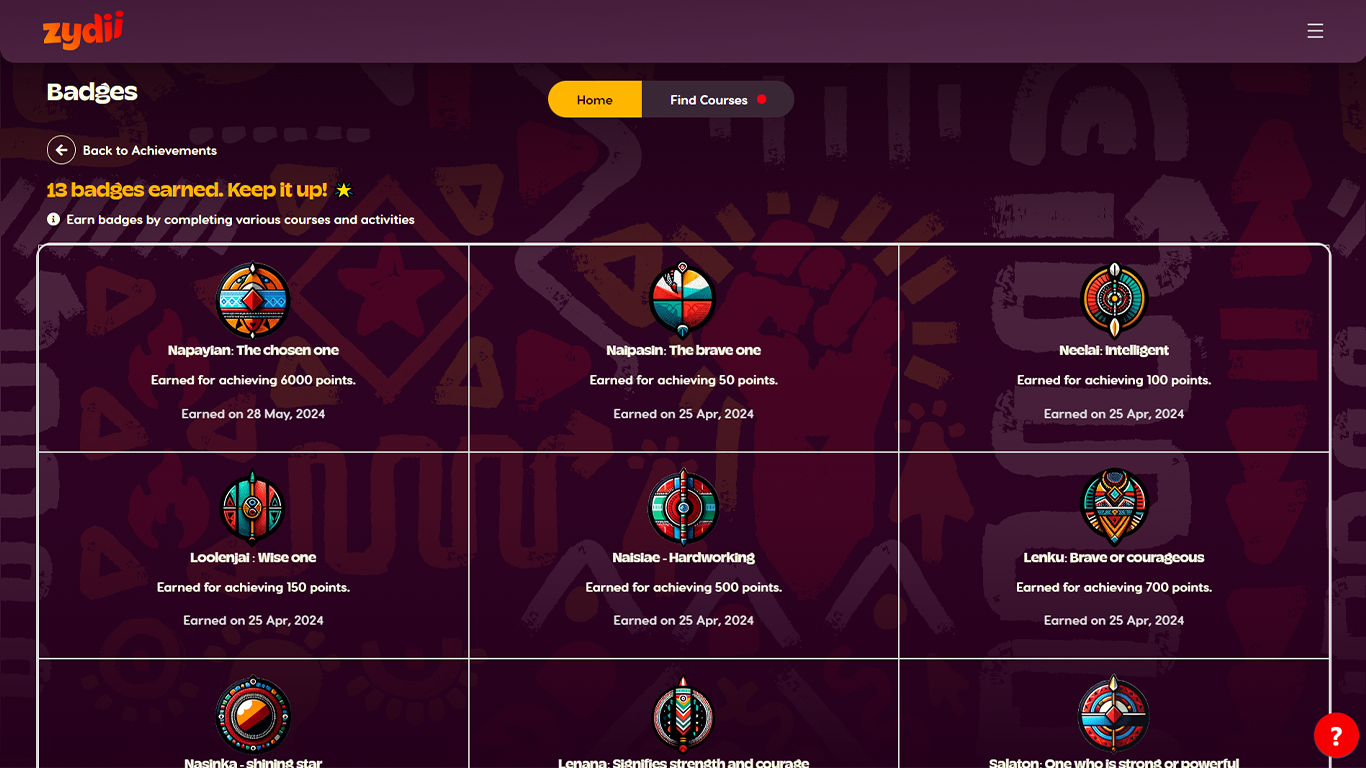 zydii
Badges
Home
Find Courses
Back to Achievements
13 badges earned. Keep it up!
Earn badges by completing various courses and activities
Napayian: The chosen one
Naipasin: The brave one
Neelai: Intelligent
Earned for achieving 6000 points.
Earned for achieving 50 points.
Earned for achieving 100 points.
Earned on 28 May, 2024
Earned on 25 Apr, 2024
Earned on 25 Apr, 2024
Loolenjai : Wise one
Naisiae - Hardworking
Lenku: Brave or courageous
Earned for achieving 150 points.
Earned for achieving 500 points.
Earned for achieving 700 points.
Earned on 25 Apr, 2024
Earned on 25 Apr, 2024
Earned on 25 Apr, 2024
Nasinka - shining star
Lenana: Signifies strength and courage
Salaton: One who is strong or powerful
?